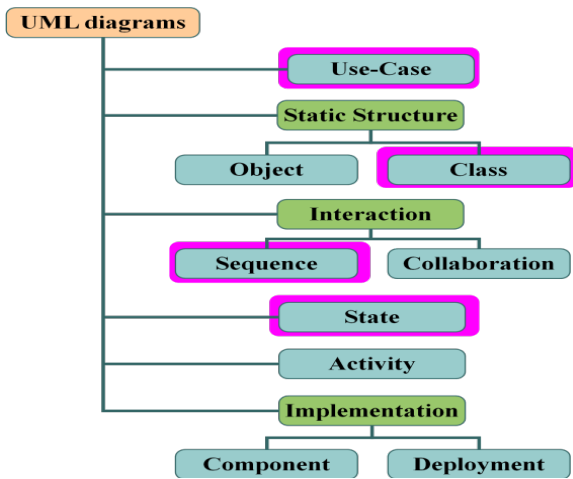 UML diagrams
Use-Case
Static Structure
Object
Class
Interaction
Sequence
Collaboration
State
Activity
Implementation
Component
Deployment